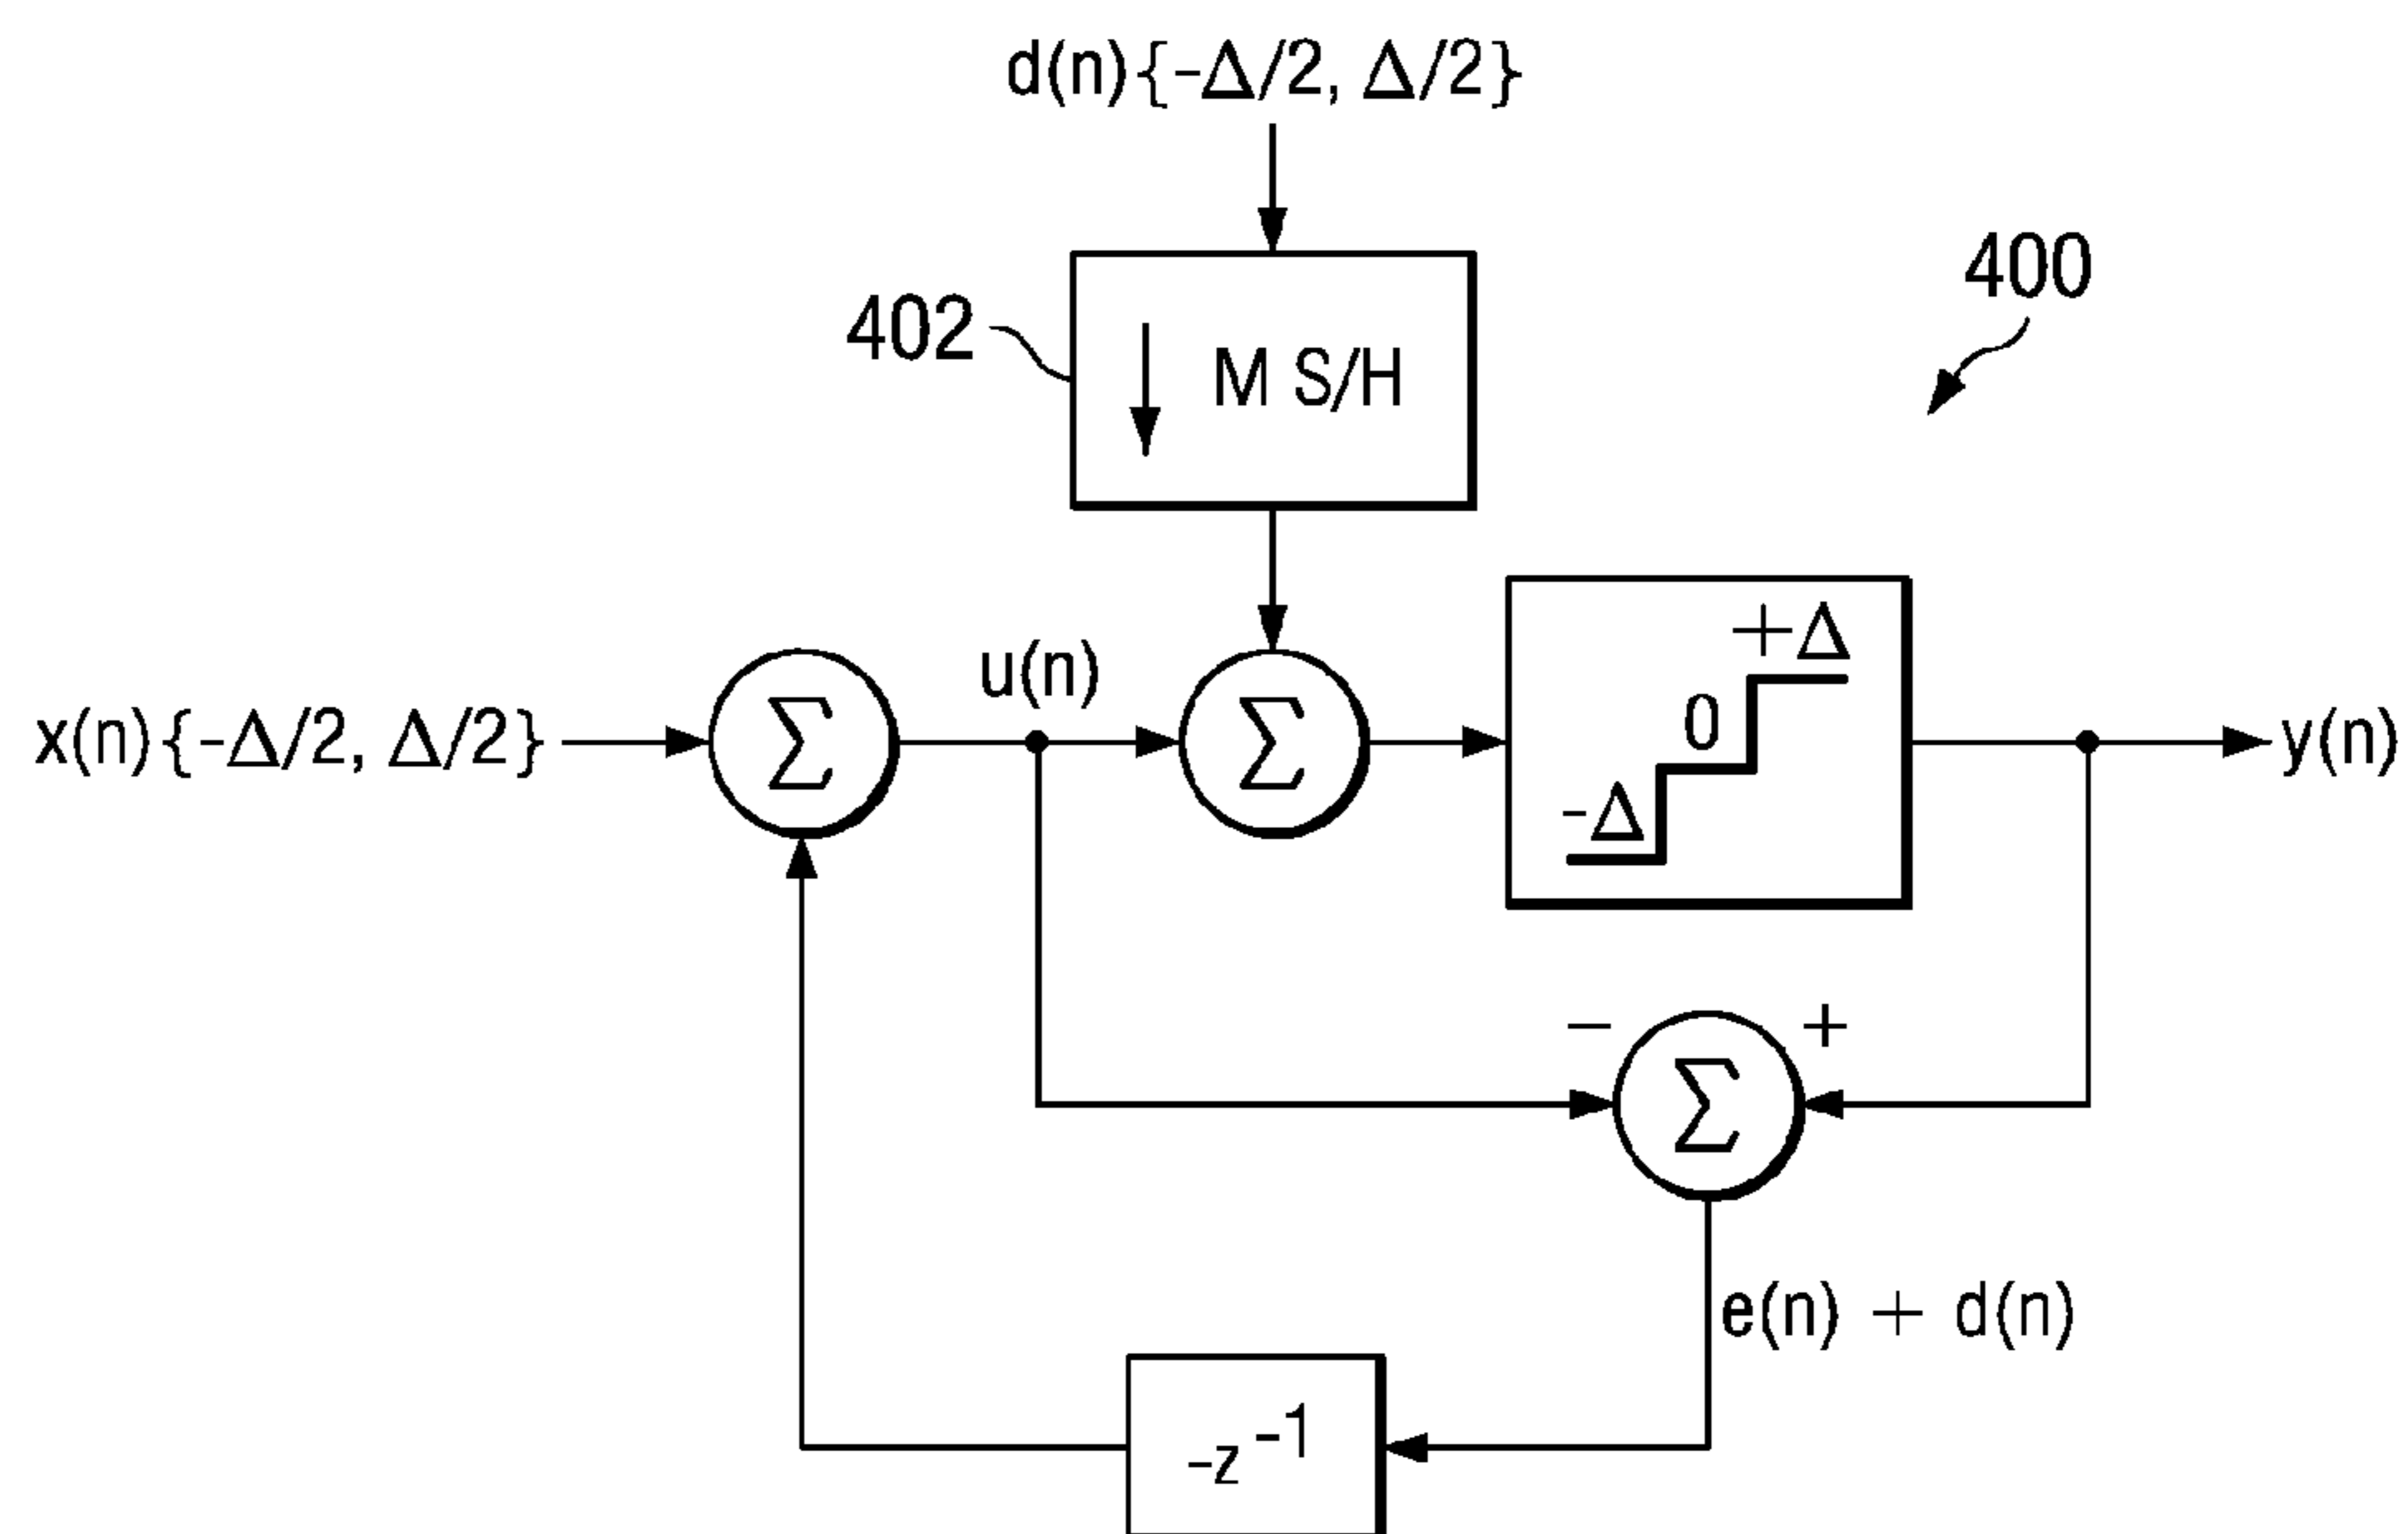 d(n){-Δ/2, Δ/2}
400
402
M S/H
+Δ
u(n)
0
x(n){-Δ/2, Δ/2}
Σ
Σ
y(n)
-Δ
− +
Σ
e(n) + d(n)
-z⁻¹